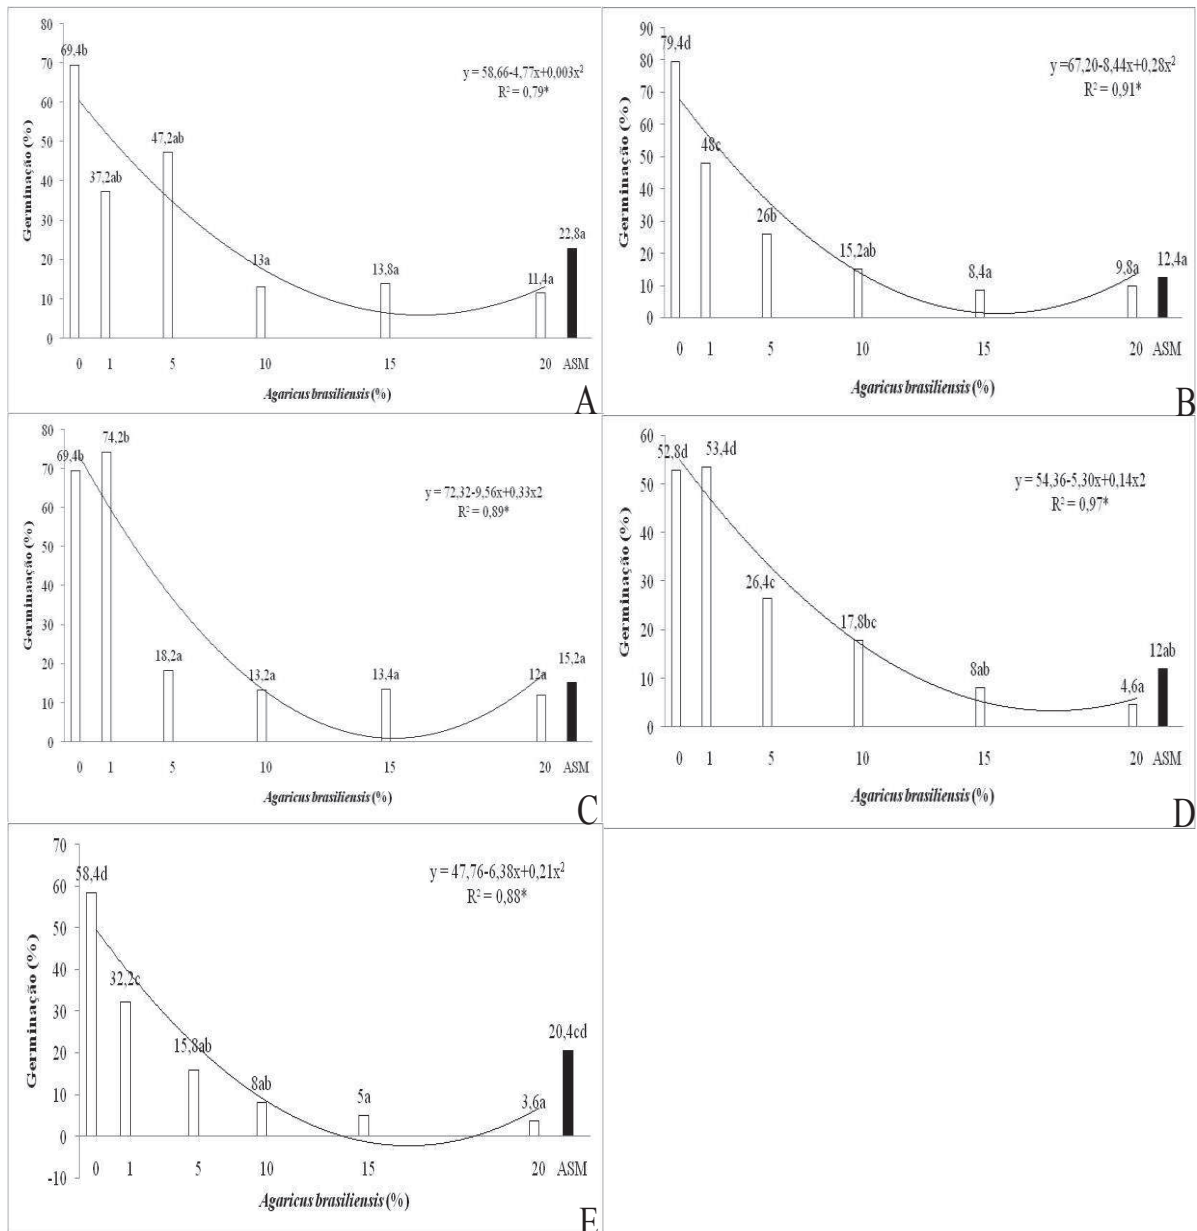 80
70
60
50
40
30
20
10
0
Germinação (%)
69,4b
37,2ab
47,2ab
13a
13,8a
11,4a
22,8a
y = 58,66-4,77x+0,003x²
R² = 0,79*
0 1 5 10 15 20 ASM
Agaricus brasiliensis (%)
A
90
80
70
60
50
40
30
20
10
0
Germinação (%)
79,4d
48c
26b
15,2ab
8,4a
9,8a
12,4a
y =67,20-8,44x+0,28x²
R² = 0,91*
0 1 5 10 15 20 ASM
Agaricus brasiliensis (%)
B
80
70
60
50
40
30
20
10
0
Germinaação (%)
69,4b
74,2b
18,2a
13,2a
13.4a
12a
15,2a
y = 72,32-9,56x+0,33x2
R² = 0,89*
0 1 5 10 15 20 ASM
Agaricus brasiliensis (%)
C
60
50
40
30
20
10
0
Germinação (%)
52,8d
53,4d
26,4c
17,8bc
8ab
4,6a
12ab
y = 54,36-5,30x+0,14x2
R² = 0,97*
0 1 5 10 15 20 ASM
Agaricus brasiliensis (%)
D
70
60
50
40
30
20
10
0
-10
Germinação (%)
58,4d
32,2c
15,8ab
8ab
5a
3,6a
20,4cd
y = 47,76-6,38x+0,21x²
R² = 0,88*
0 1 5 10 15 20 ASM
Agaricus brasiliensis (%)
E